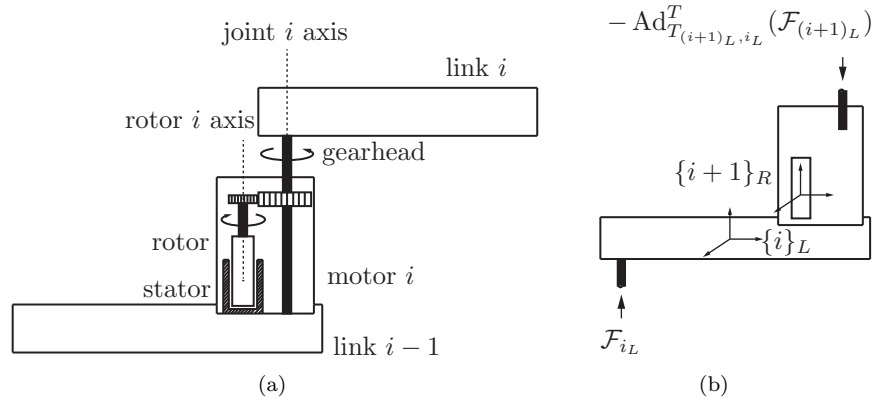 joint i axis
link i
rotor i axis
gearhead
rotor
stator
motor i
link i − 1
(a)
− Ad^T_{T_{(i+1)_L, i_L}}(F_{(i+1)_L})
{i + 1}_R
{i}_L
F_{i_L}
(b)